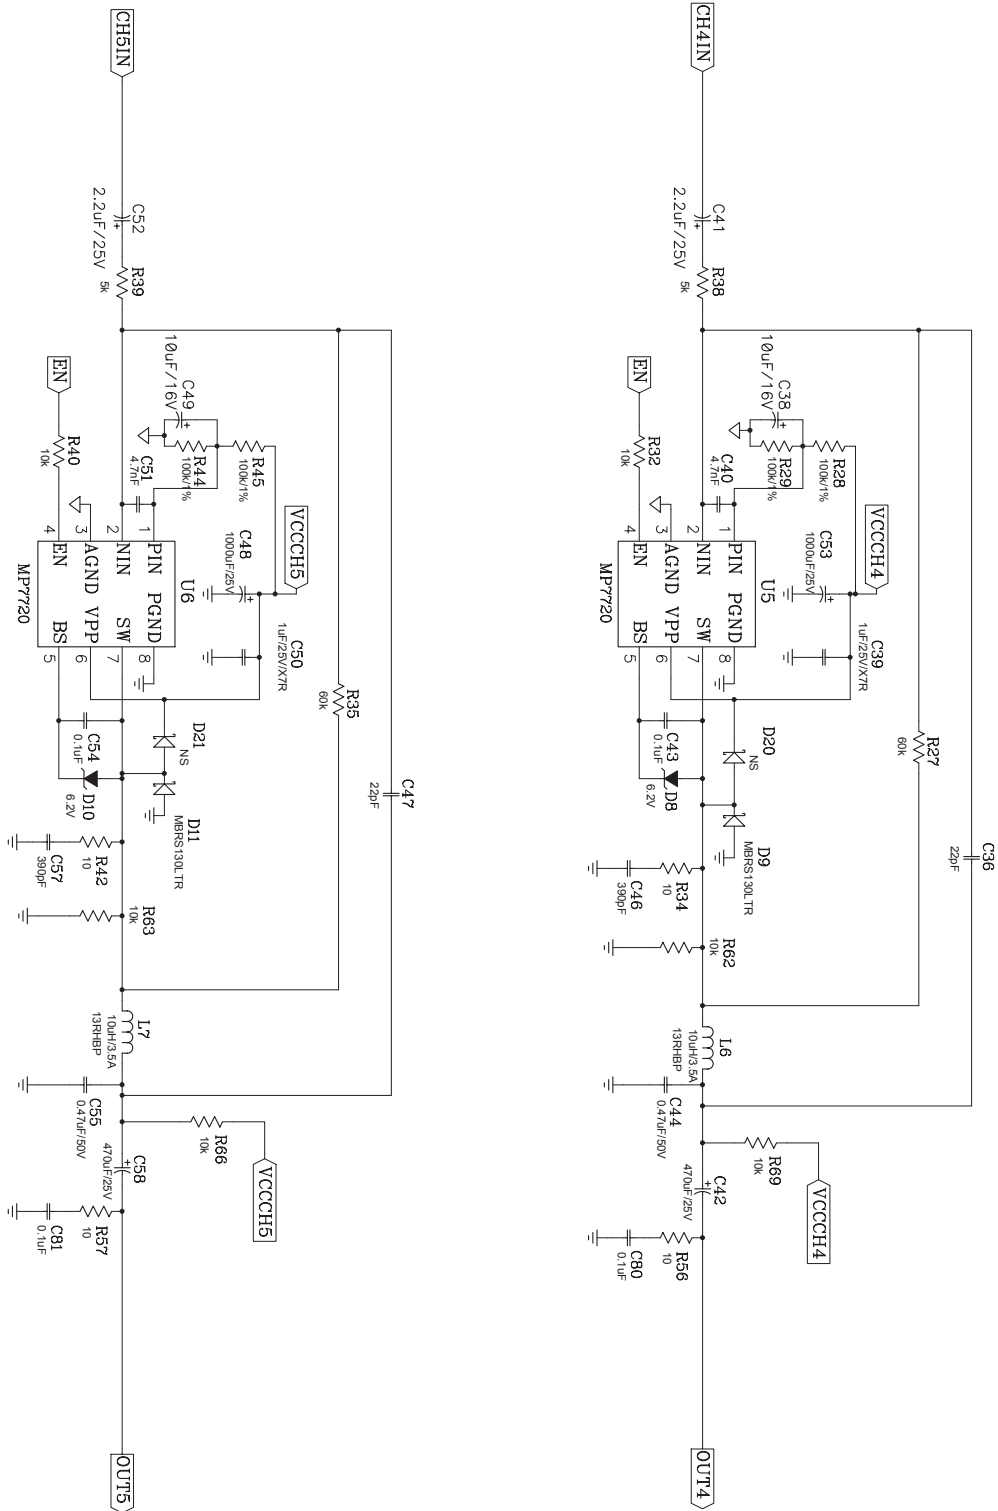 CH4IN
C41
2.2uF/25V
R38
5k
C36
22pF
R27
60k
VCCCH4
R28
100k/1%
C38
10uF/16V
R29
100k/1%
C53
1000uF/25V
C39
1uF/25V/X7R
C40
4.7nF
EN
R32
10k
1
2
3
4
PIN
NIN
AGND
EN
PGND
SW
VPP
BS
8
7
6
5
U5
MP7720
D20
NS
D9
MBRS130LTR
C43
0.1uF
D8
6.2V
R34
10
C46
390pF
R62
10k
L6
10uH/3.5A
13RHBP
C44
0.47uF/50V
R69
10k
VCCCH4
C42
470uF/25V
R56
10
C80
0.1uF
OUT4
CH5IN
C52
2.2uF/25V
R39
5k
C47
22pF
R35
60k
VCCCH5
R45
100k/1%
C49
10uF/16V
R44
100k/1%
C48
1000uF/25V
C50
1uF/25V/X7R
C51
4.7nF
EN
R40
10k
1
2
3
4
PIN
NIN
AGND
EN
PGND
SW
VPP
BS
8
7
6
5
U6
MP7720
D21
NS
D11
MBRS130LTR
C54
0.1uF
D10
6.2V
R42
10
C57
390pF
R63
10k
L7
10uH/3.5A
13RHBP
C55
0.47uF/50V
R66
10k
VCCCH5
C58
470uF/25V
R57
10
C81
0.1uF
OUT5